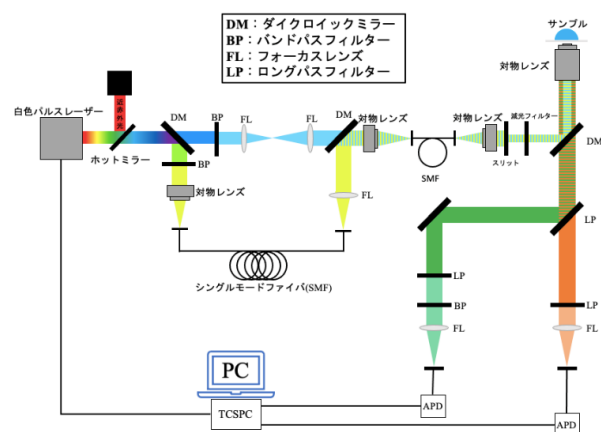 DM：ダイクロイックミラー
BP：バンドパスフィルター
FL：フォーカスレンズ
LP：ロングパスフィルター
サンプル
対物レンズ
近赤外光
白色パルスレーザー
ホットミラー
DM
BP
FL
FL
DM
対物レンズ
SMF
対物レンズ
スリット
減光フィルター
DM
BP
対物レンズ
FL
シングルモードファイバ(SMF)
LP
LP
BP
FL
LP
FL
PC
TCSPC
APD
APD